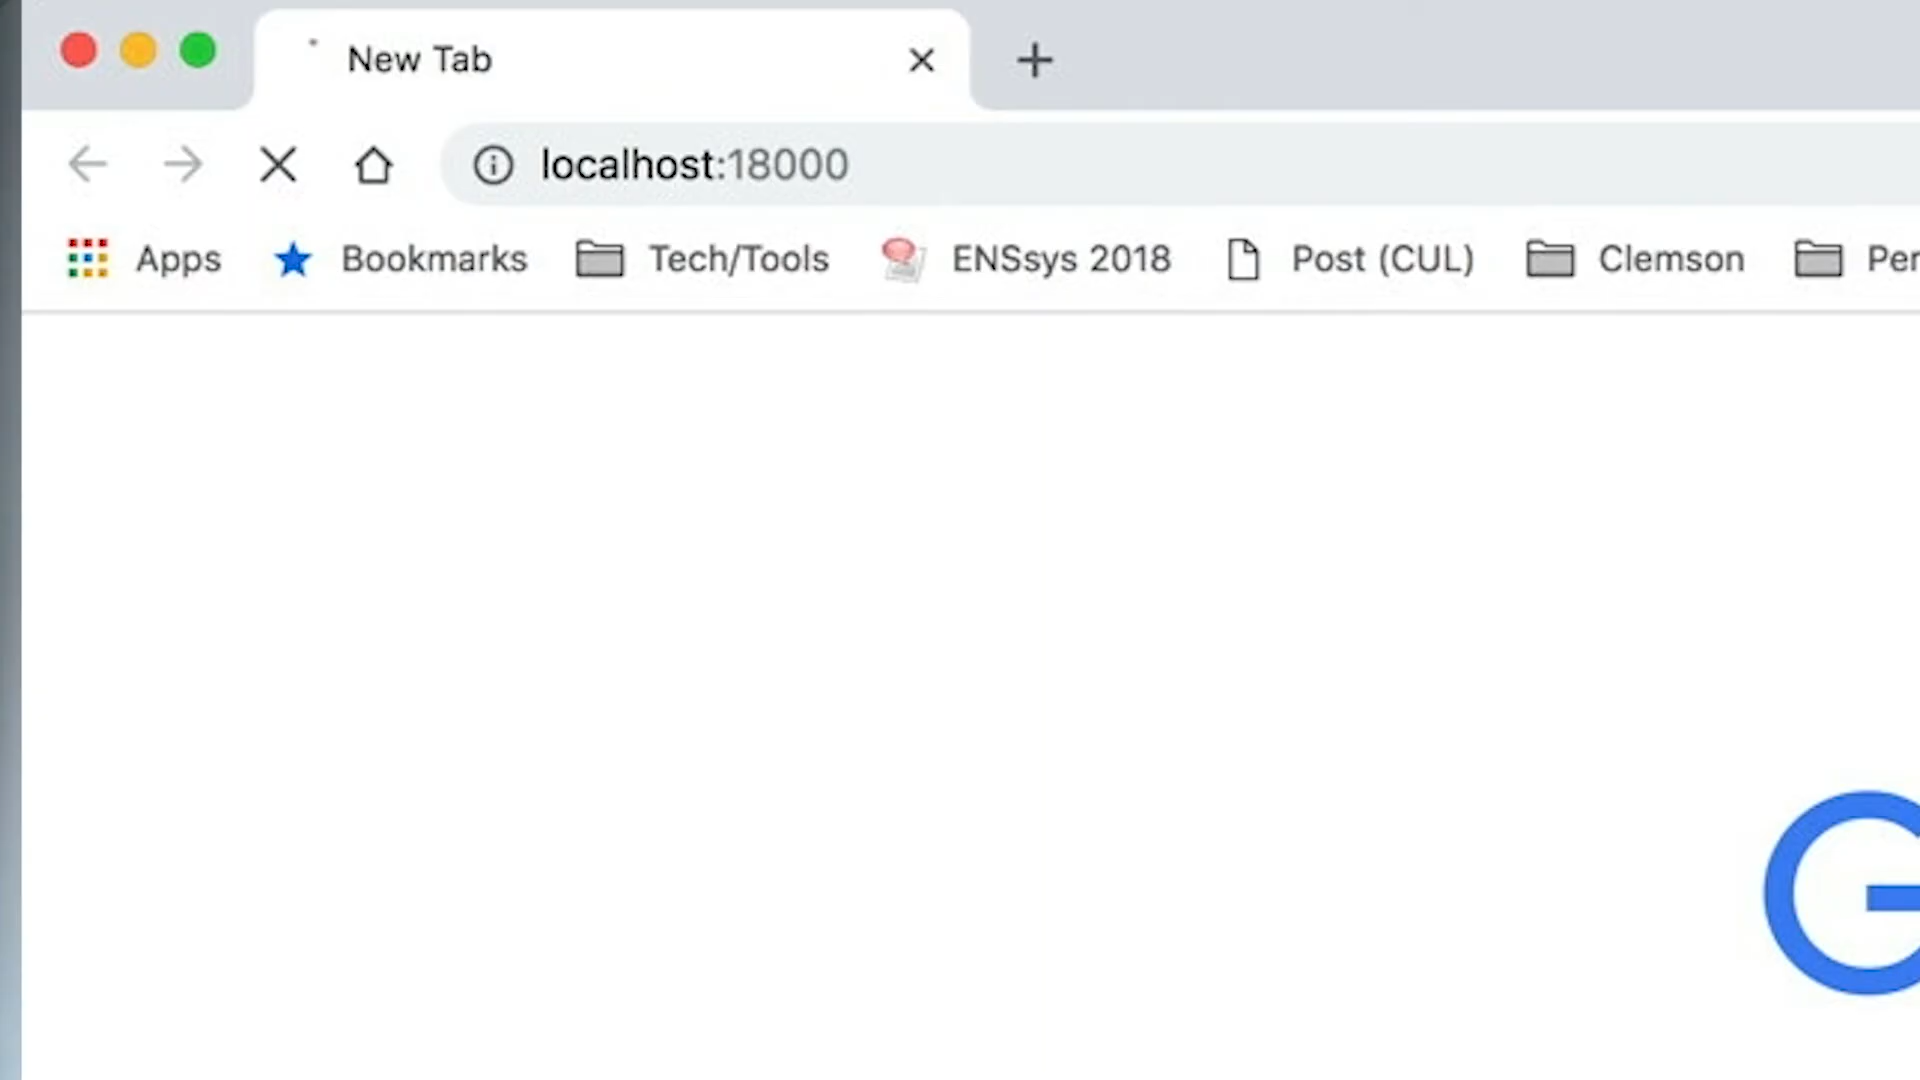 New Tab
localhost:18000
Apps Bookmarks Tech/Tools ENSsys 2018 Post (CUL) Clemson
G